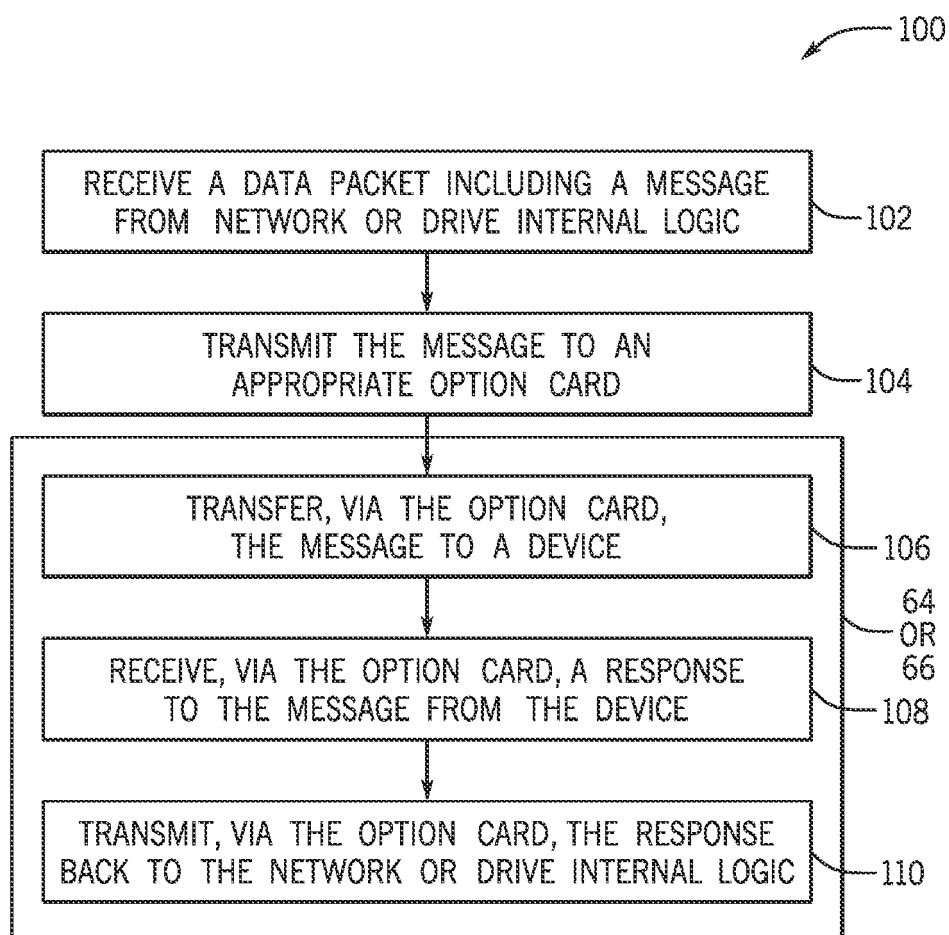 100
RECEIVE A DATA PACKET INCLUDING A MESSAGE
FROM NETWORK OR DRIVE INTERNAL LOGIC
102
TRANSMIT THE MESSAGE TO AN
APPROPRIATE OPTION CARD
104
TRANSFER, VIA THE OPTION CARD,
THE MESSAGE TO A DEVICE
106
64
OR
66
RECEIVE, VIA THE OPTION CARD, A RESPONSE
TO THE MESSAGE FROM THE DEVICE
108
TRANSMIT, VIA THE OPTION CARD, THE RESPONSE
BACK TO THE NETWORK OR DRIVE INTERNAL LOGIC
110